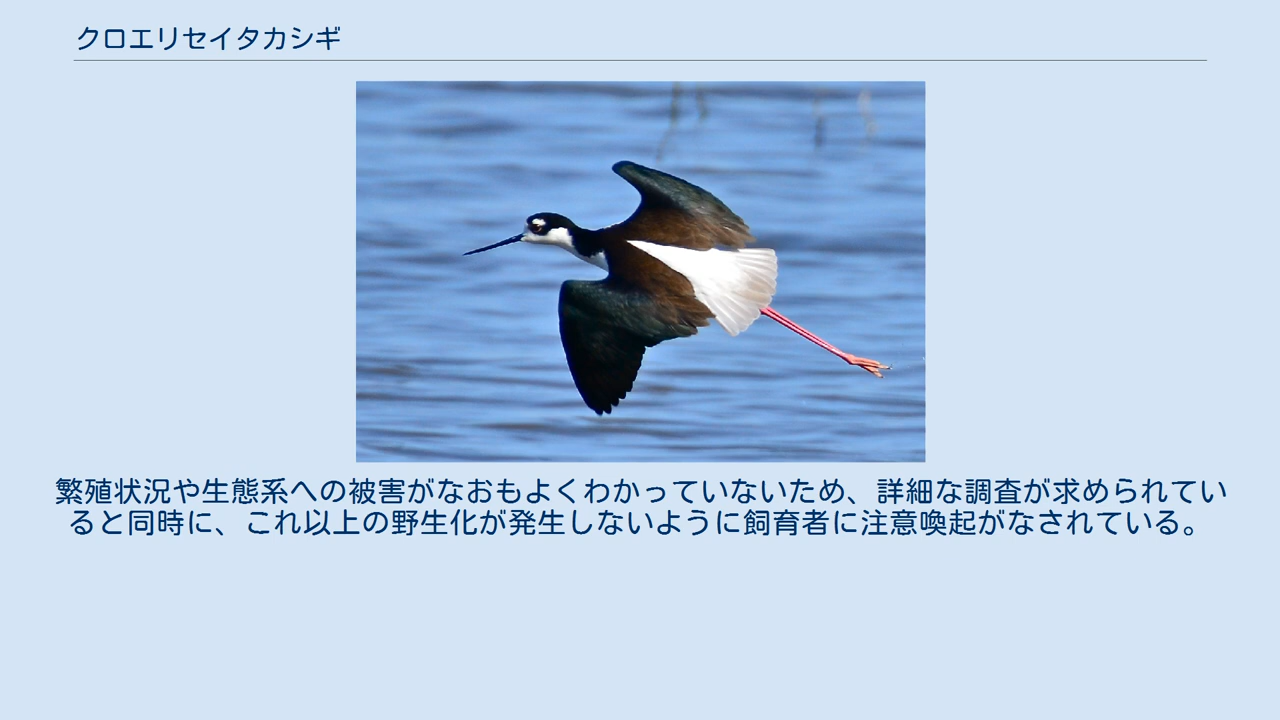 クロエリセイタカシギ
繁殖状況や生態系への被害がなおもよくわかっていないため、詳細な調査が求められてい
ると同時に、これ以上の野生化が発生しないように飼育者に注意喚起がなされている。